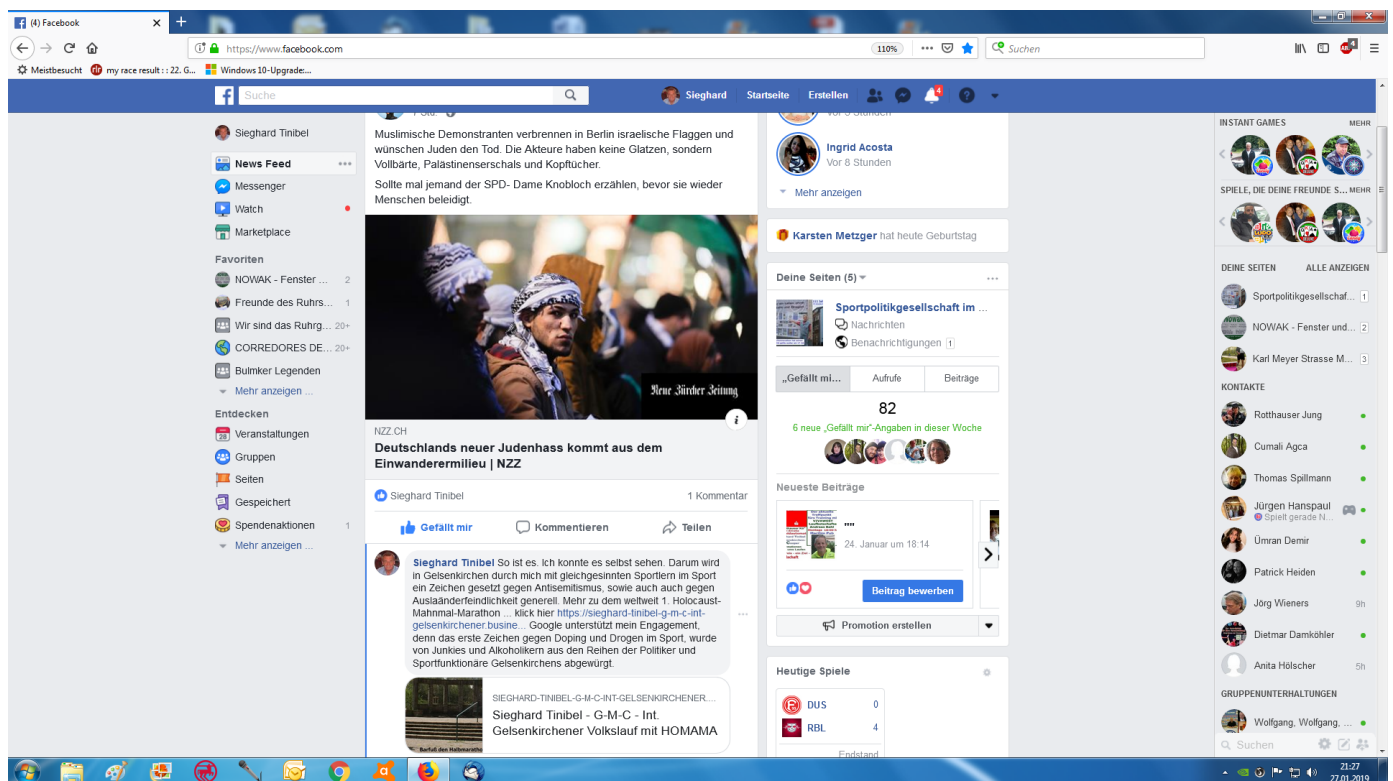 (4) Facebook
https://www.facebook.com
110%
Suchen
Meistbesucht
my race result : : 22. G...
Windows 10-Upgrade:...
Suche
Sieghard
Startseite
Erstellen
4
Sieghard Tinibel
News Feed
Messenger
Watch
Marketplace
Favoriten
NOWAK - Fenster ... 2
Freunde des Ruhrs... 1
Wir sind das Ruhrg... 20+
CORREDORES DE... 20+
Bulmker Legenden
Mehr anzeigen ...
Entdecken
Veranstaltungen
Gruppen
Seiten
Gespeichert
Spendenaktionen 1
Mehr anzeigen ...
7 Std.
Muslimische Demonstranten verbrennen in Berlin israelische Flaggen und
wünschen Juden den Tod. Die Akteure haben keine Glatzen, sondern
Vollbärte, Palästinenserschals und Kopftücher.
Sollte mal jemand der SPD- Dame Knobloch erzählen, bevor sie wieder
Menschen beleidigt.
Neue Zürcher Zeitung
NZZ.CH
Deutschlands neuer Judenhass kommt aus dem
Einwanderermilieu | NZZ
Sieghard Tinibel
1 Kommentar
Gefällt mir
Kommentieren
Teilen
Sieghard Tinibel So ist es. Ich konnte es selbst sehen. Darum wird
in Gelsenkirchen durch mich mit gleichgesinnten Sportlern im Sport
ein Zeichen gesetzt gegen Antisemitismus, sowie auch auch gegen
Auslaänderfeindlichkeit generell. Mehr zu dem weltweit 1. Holocaust-
Mahnmal-Marathon ... klick hier https://sieghard-tinibel-g-m-c-int-
gelsenkirchener.busine... Google unterstützt mein Engagement,
denn das erste Zeichen gegen Doping und Drogen im Sport, wurde
von Junkies und Alkoholikern aus den Reihen der Politiker und
Sportfunktionäre Gelsenkirchens abgewürgt.
Barfuß den Halbmarathon
SIEGHARD-TINIBEL-G-M-C-INT-GELSENKIRCHENER....
Sieghard Tinibel - G-M-C - Int.
Gelsenkirchener Volkslauf mit HOMAMA
Vor 5 Stunden
Ingrid Acosta
Vor 8 Stunden
Mehr anzeigen
Karsten Metzger hat heute Geburtstag
Deine Seiten (5)
Sportpolitikgesellschaft im ...
Nachrichten
Benachrichtigungen 1
„Gefällt mi...
Aufrufe
Beiträge
82
6 neue „Gefällt mir“-Angaben in dieser Woche
Neueste Beiträge
""
24. Januar um 18:14
Beitrag bewerben
Promotion erstellen
Heutige Spiele
DUS 0
RBL 4
Endstand
INSTANT GAMES MEHR
SPIELE, DIE DEINE FREUNDE S... MEHR
DEINE SEITEN ALLE ANZEIGEN
Sportpolitikgesellschaf... 1
NOWAK - Fenster und... 2
Karl Meyer Strasse M... 3
KONTAKTE
Rotthauser Jung
Cumali Agca
Thomas Spillmann
Jürgen Hanspaul
Spielt gerade N...
Ümran Demir
Patrick Heiden
Jörg Wieners 9h
Dietmar Damköhler
Anita Hölscher 5h
GRUPPENUNTERHALTUNGEN
Wolfgang, Wolfgang, ...
Suchen
21:27
27.01.2019